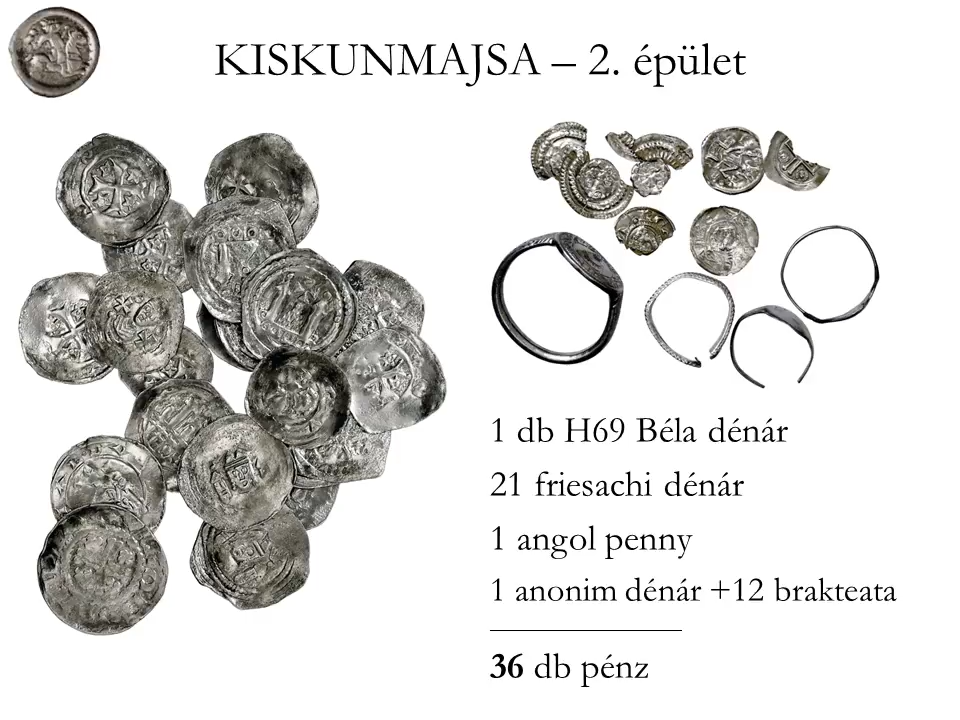 KISKUNMAJSA – 2. épület
1 db H69 Béla dénár
21 friesachi dénár
1 angol penny
1 anonim dénár +12 brakteata
36 db pénz